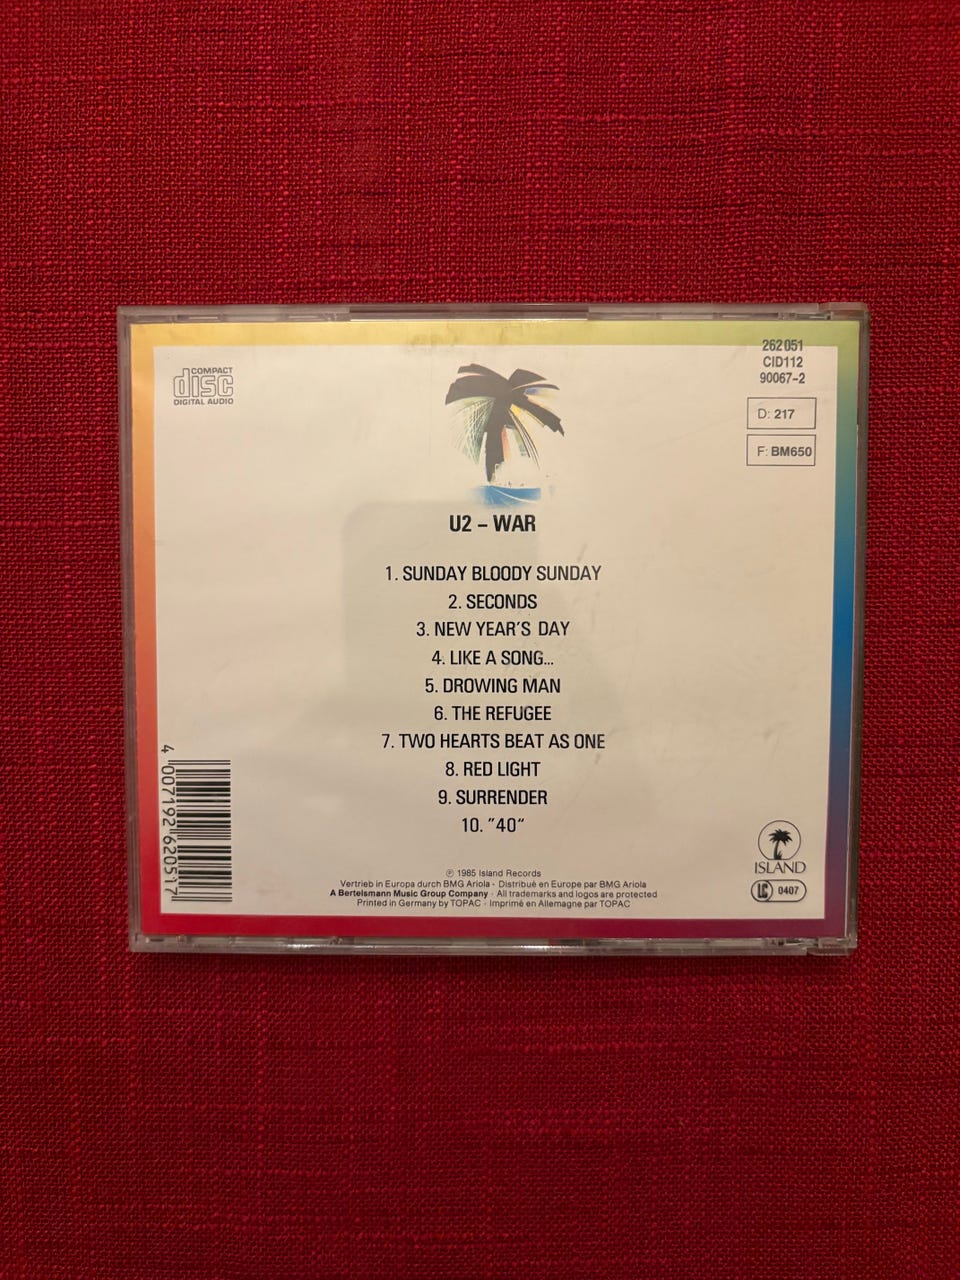 COMPACT
disc
DIGITAL AUDIO
262 051
CID112
90067-2
D: 217
F: BM650
U2 – WAR
1. SUNDAY BLOODY SUNDAY
2. SECONDS
3. NEW YEAR'S DAY
4. LIKE A SONG...
5. DROWING MAN
6. THE REFUGEE
7. TWO HEARTS BEAT AS ONE
8. RED LIGHT
9. SURRENDER
10. ”40“
4 007192 620517
℗ 1985 Island Records
Vertrieb in Europa durch BMG Ariola · Distribué en Europe par BMG Ariola
A Bertelsmann Music Group Company · All trademarks and logos are protected
Printed in Germany by TOPAC · Imprimé en Allemagne par TOPAC
ISLAND
LC 0407